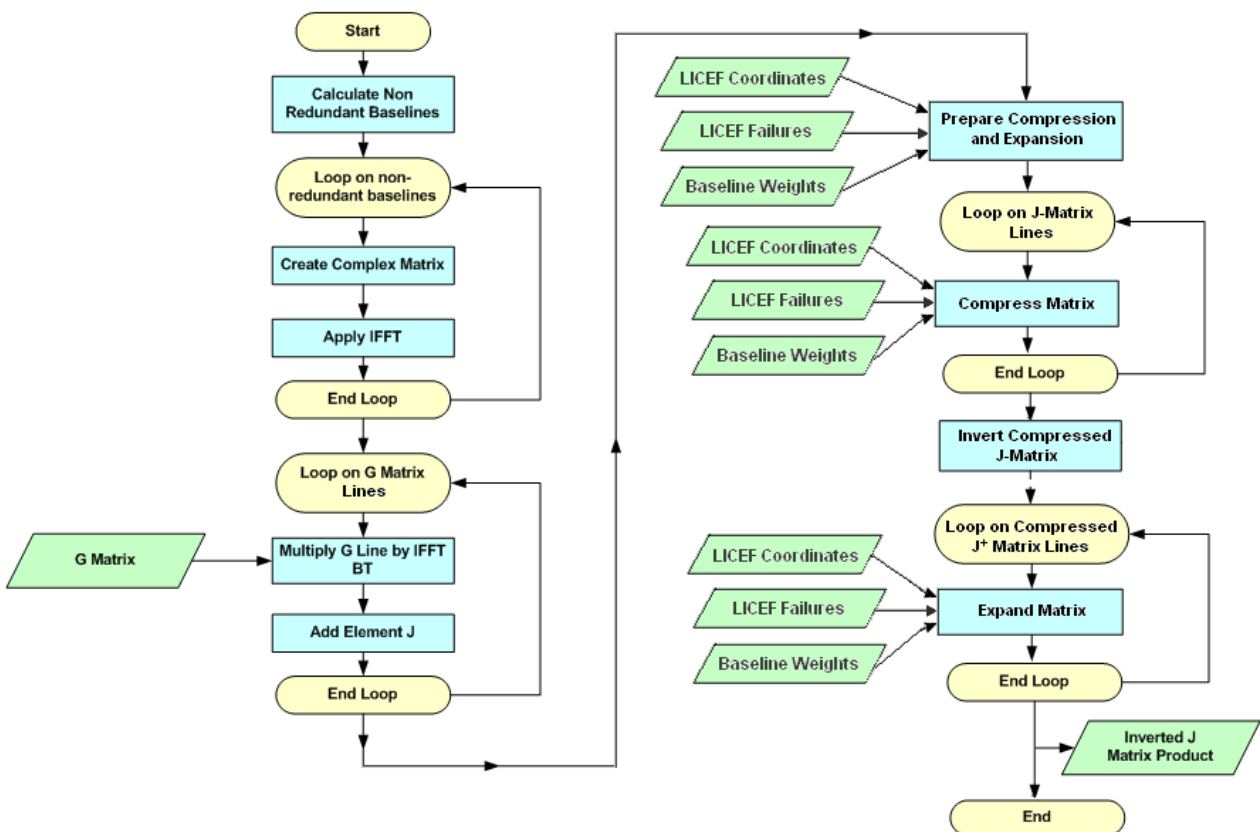 Start
Calculate Non
Redundant Baselines
Loop on non-
redundant baselines
Create Complex Matrix
Apply IFFT
End Loop
Loop on G Matrix
Lines
G Matrix
Multiply G Line by IFFT
BT
Add Element J
End Loop
LICEF Coordinates
LICEF Failures
Baseline Weights
Prepare Compression
and Expansion
Loop on J-Matrix
Lines
LICEF Coordinates
LICEF Failures
Baseline Weights
Compress Matrix
End Loop
Invert Compressed
J-Matrix
Loop on Compressed
J⁺ Matrix Lines
LICEF Coordinates
LICEF Failures
Baseline Weights
Expand Matrix
End Loop
Inverted J
Matrix Product
End